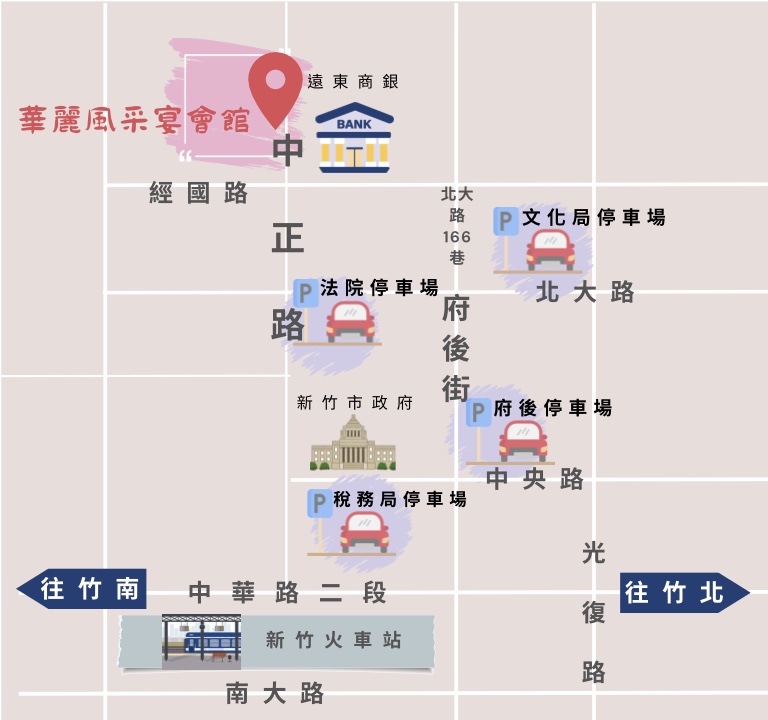 遠東商銀
BANK
華麗風采宴會館
中正路
經國路
北大路166巷
P 文化局停車場
北大路
P 法院停車場
府後街
新竹市政府
P 府後停車場
中央路
P 稅務局停車場
光復路
往竹南
中華路二段
往竹北
新竹火車站
南大路